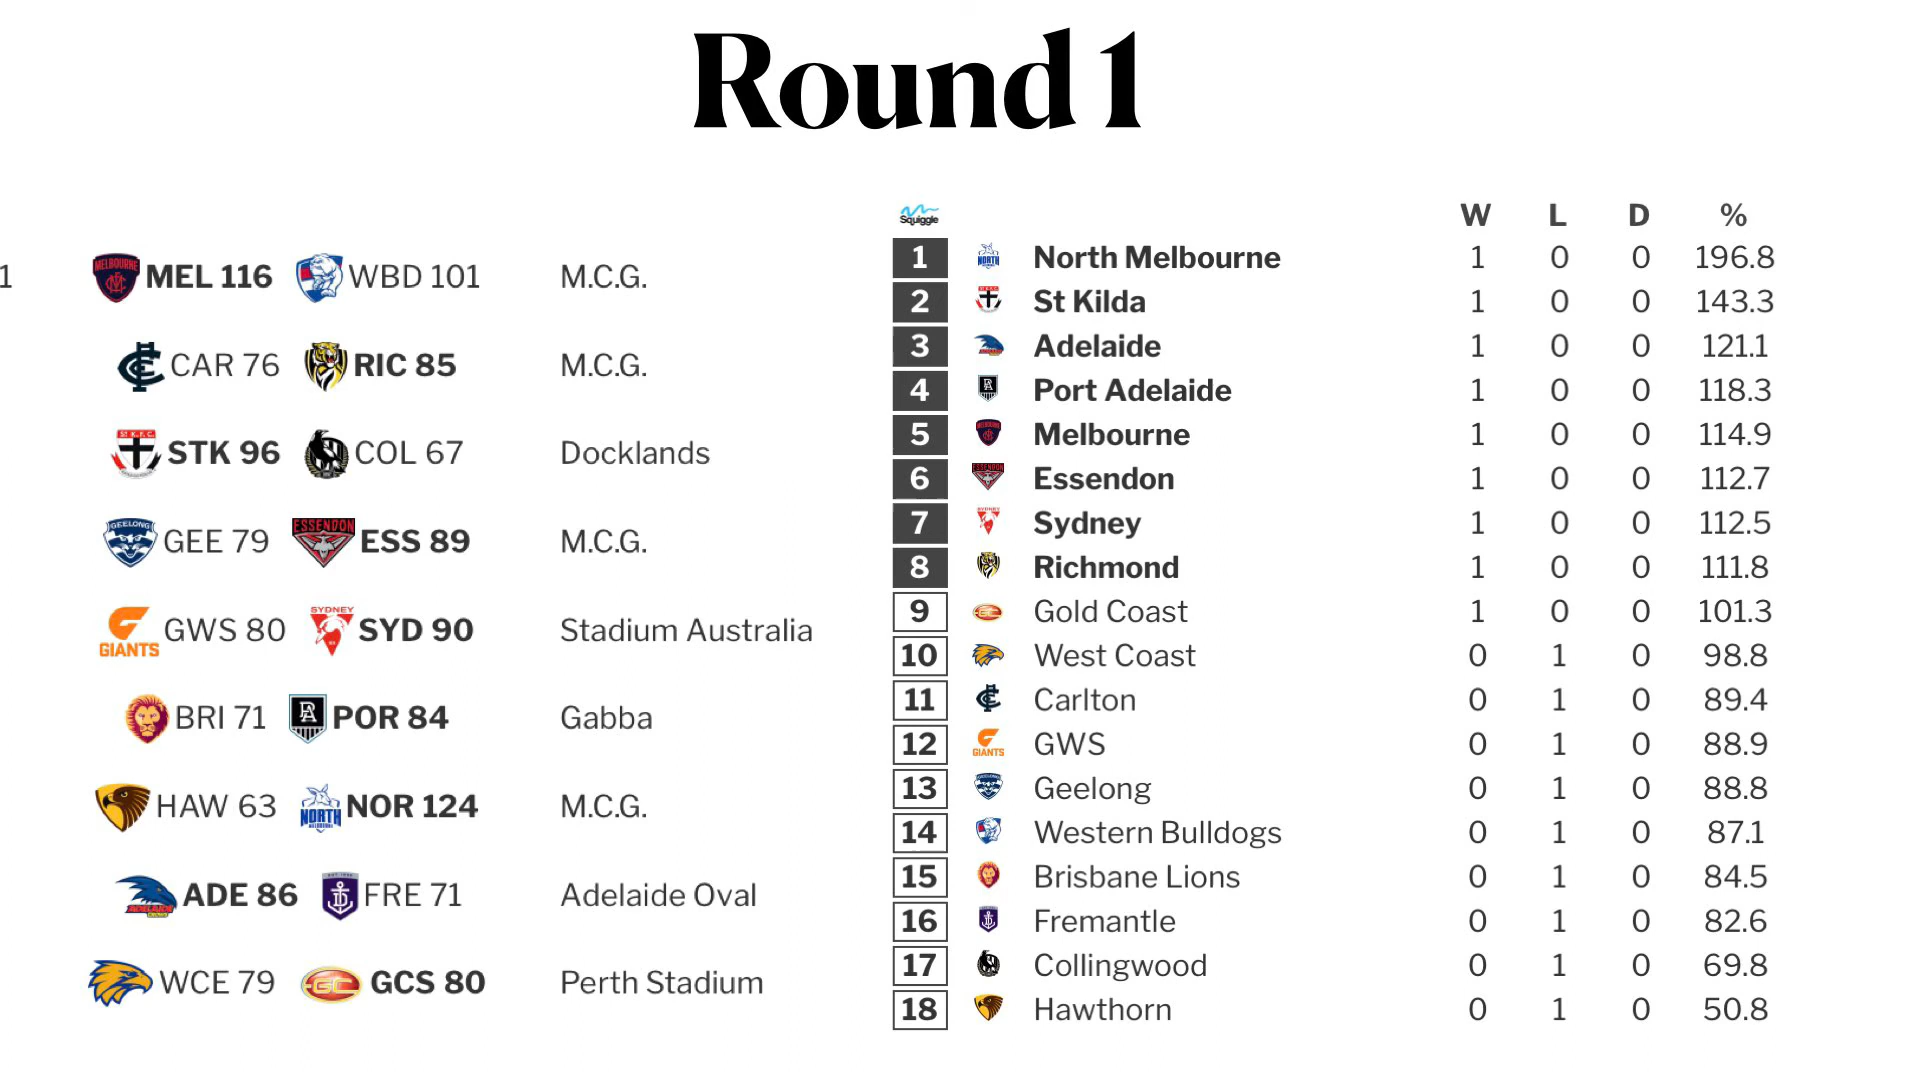 Round 1
1 MEL 116 WBD 101 M.C.G.
CAR 76 RIC 85 M.C.G.
STK 96 COL 67 Docklands
GEE 79 ESS 89 M.C.G.
GWS 80 SYD 90 Stadium Australia
BRI 71 POR 84 Gabba
HAW 63 NOR 124 M.C.G.
ADE 86 FRE 71 Adelaide Oval
WCE 79 GCS 80 Perth Stadium
Squiggle W L D %
1 North Melbourne 1 0 0 196.8
2 St Kilda 1 0 0 143.3
3 Adelaide 1 0 0 121.1
4 Port Adelaide 1 0 0 118.3
5 Melbourne 1 0 0 114.9
6 Essendon 1 0 0 112.7
7 Sydney 1 0 0 112.5
8 Richmond 1 0 0 111.8
9 Gold Coast 1 0 0 101.3
10 West Coast 0 1 0 98.8
11 Carlton 0 1 0 89.4
12 GWS 0 1 0 88.9
13 Geelong 0 1 0 88.8
14 Western Bulldogs 0 1 0 87.1
15 Brisbane Lions 0 1 0 84.5
16 Fremantle 0 1 0 82.6
17 Collingwood 0 1 0 69.8
18 Hawthorn 0 1 0 50.8